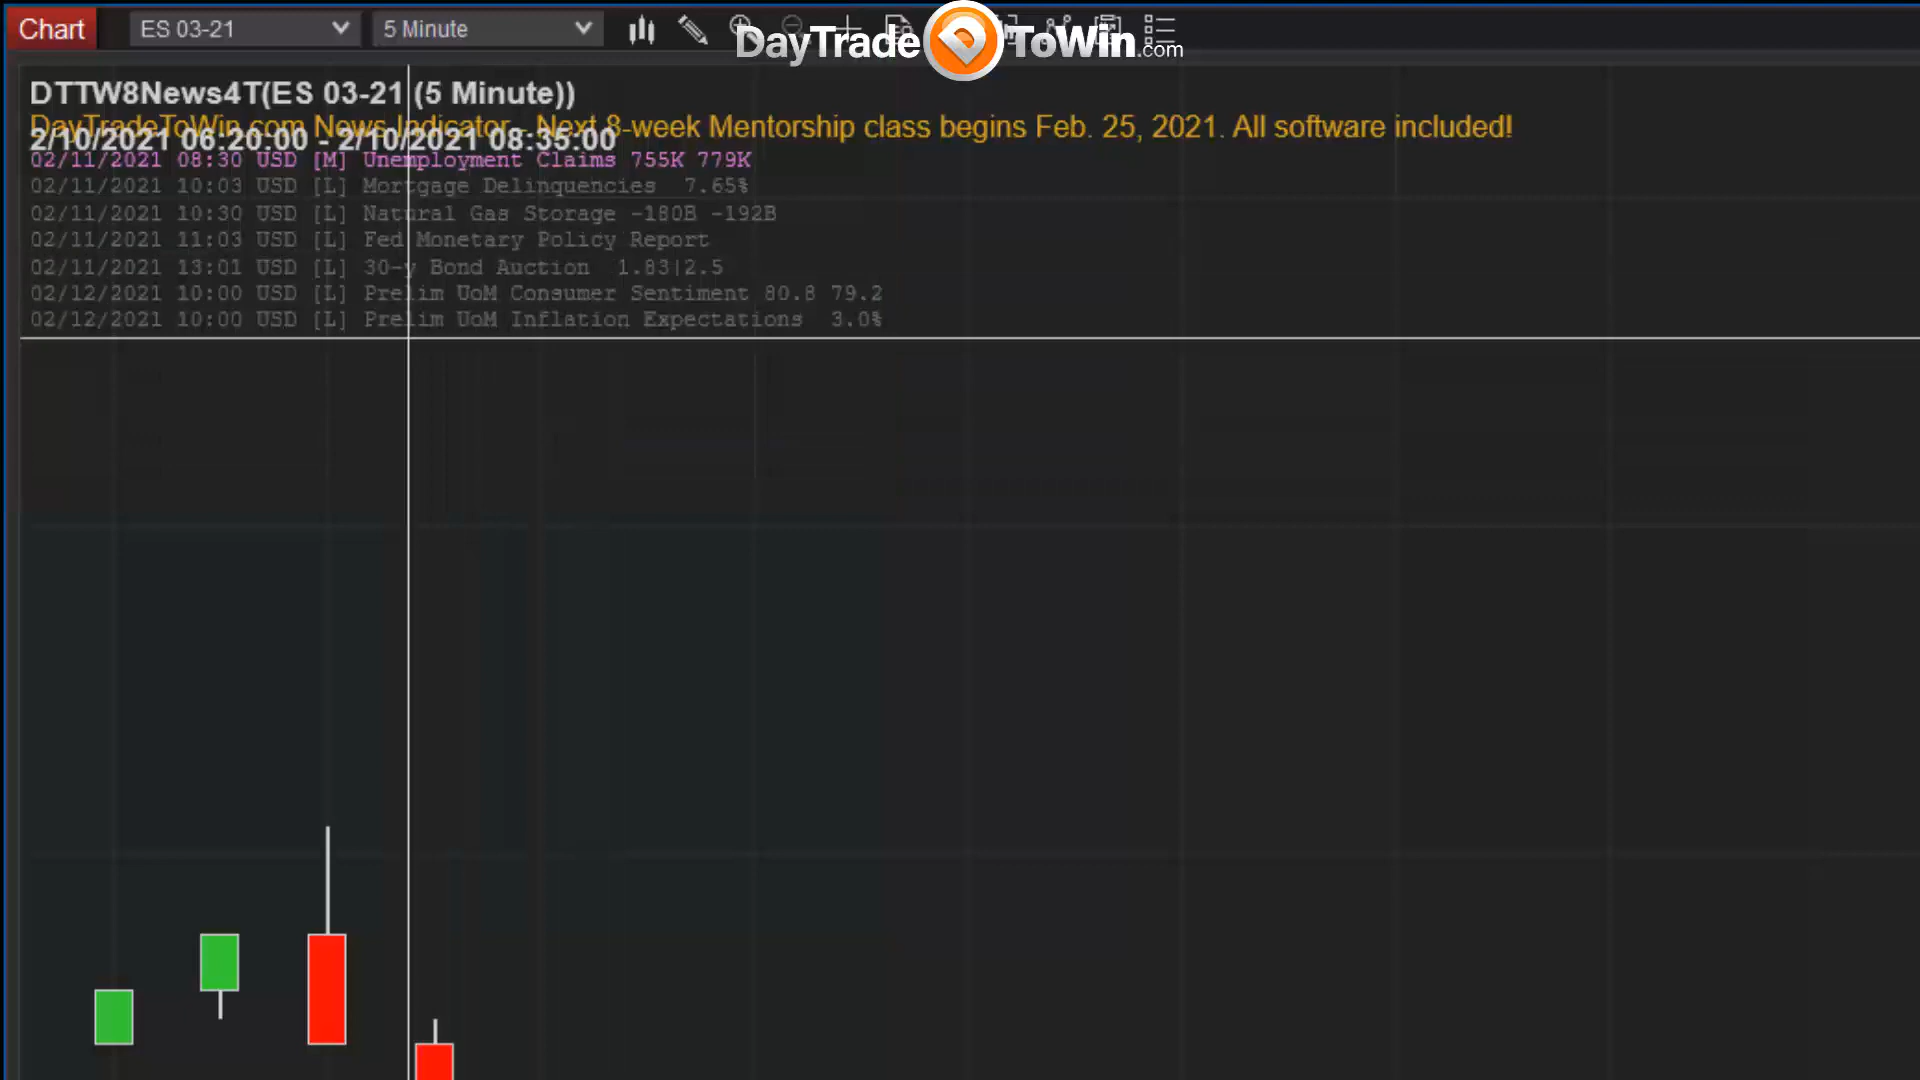 Chart ES 03-21 5 Minute
DayTradeToWin.com
DTTW8News4T(ES 03-21 (5 Minute))
DayTradeToWin.com News Indicator - Next 8-week Mentorship class begins Feb. 25, 2021. All software included!
2/10/2021 06:20:00 - 2/10/2021 08:35:00
02/11/2021 08:30 USD [M] Unemployment Claims 755K 779K
02/11/2021 10:03 USD [L] Mortgage Delinquencies 7.65%
02/11/2021 10:30 USD [L] Natural Gas Storage -180B -192B
02/11/2021 11:03 USD [L] Fed Monetary Policy Report
02/11/2021 13:01 USD [L] 30-y Bond Auction 1.83|2.5
02/12/2021 10:00 USD [L] Prelim UoM Consumer Sentiment 80.8 79.2
02/12/2021 10:00 USD [L] Prelim UoM Inflation Expectations 3.0%